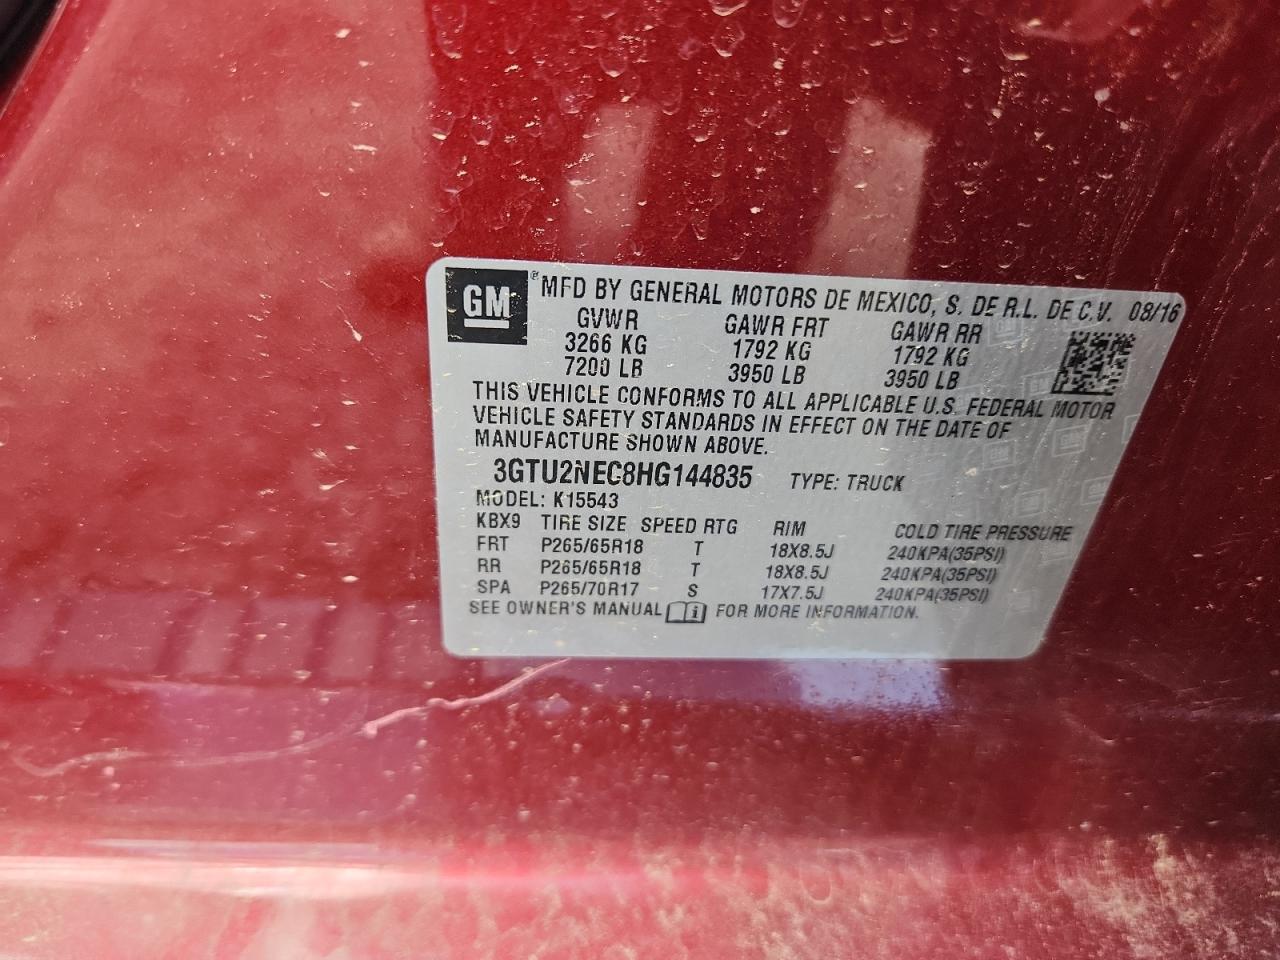 GM
® MFD BY GENERAL MOTORS DE MEXICO, S. DE R.L. DE C.V. 08/16
GVWR GAWR FRT GAWR RR
3266 KG 1792 KG 1792 KG
7200 LB 3950 LB 3950 LB
THIS VEHICLE CONFORMS TO ALL APPLICABLE U.S. FEDERAL MOTOR
VEHICLE SAFETY STANDARDS IN EFFECT ON THE DATE OF
MANUFACTURE SHOWN ABOVE.
3GTU2NEC8HG144835 TYPE: TRUCK
MODEL: K15543
KBX9 TIRE SIZE SPEED RTG RIM COLD TIRE PRESSURE
FRT P265/65R18 T 18X8.5J 240KPA(35PSI)
RR P265/65R18 T 18X8.5J 240KPA(35PSI)
SPA P265/70R17 S 17X7.5J 240KPA(35PSI)
SEE OWNER'S MANUAL i FOR MORE INFORMATION.